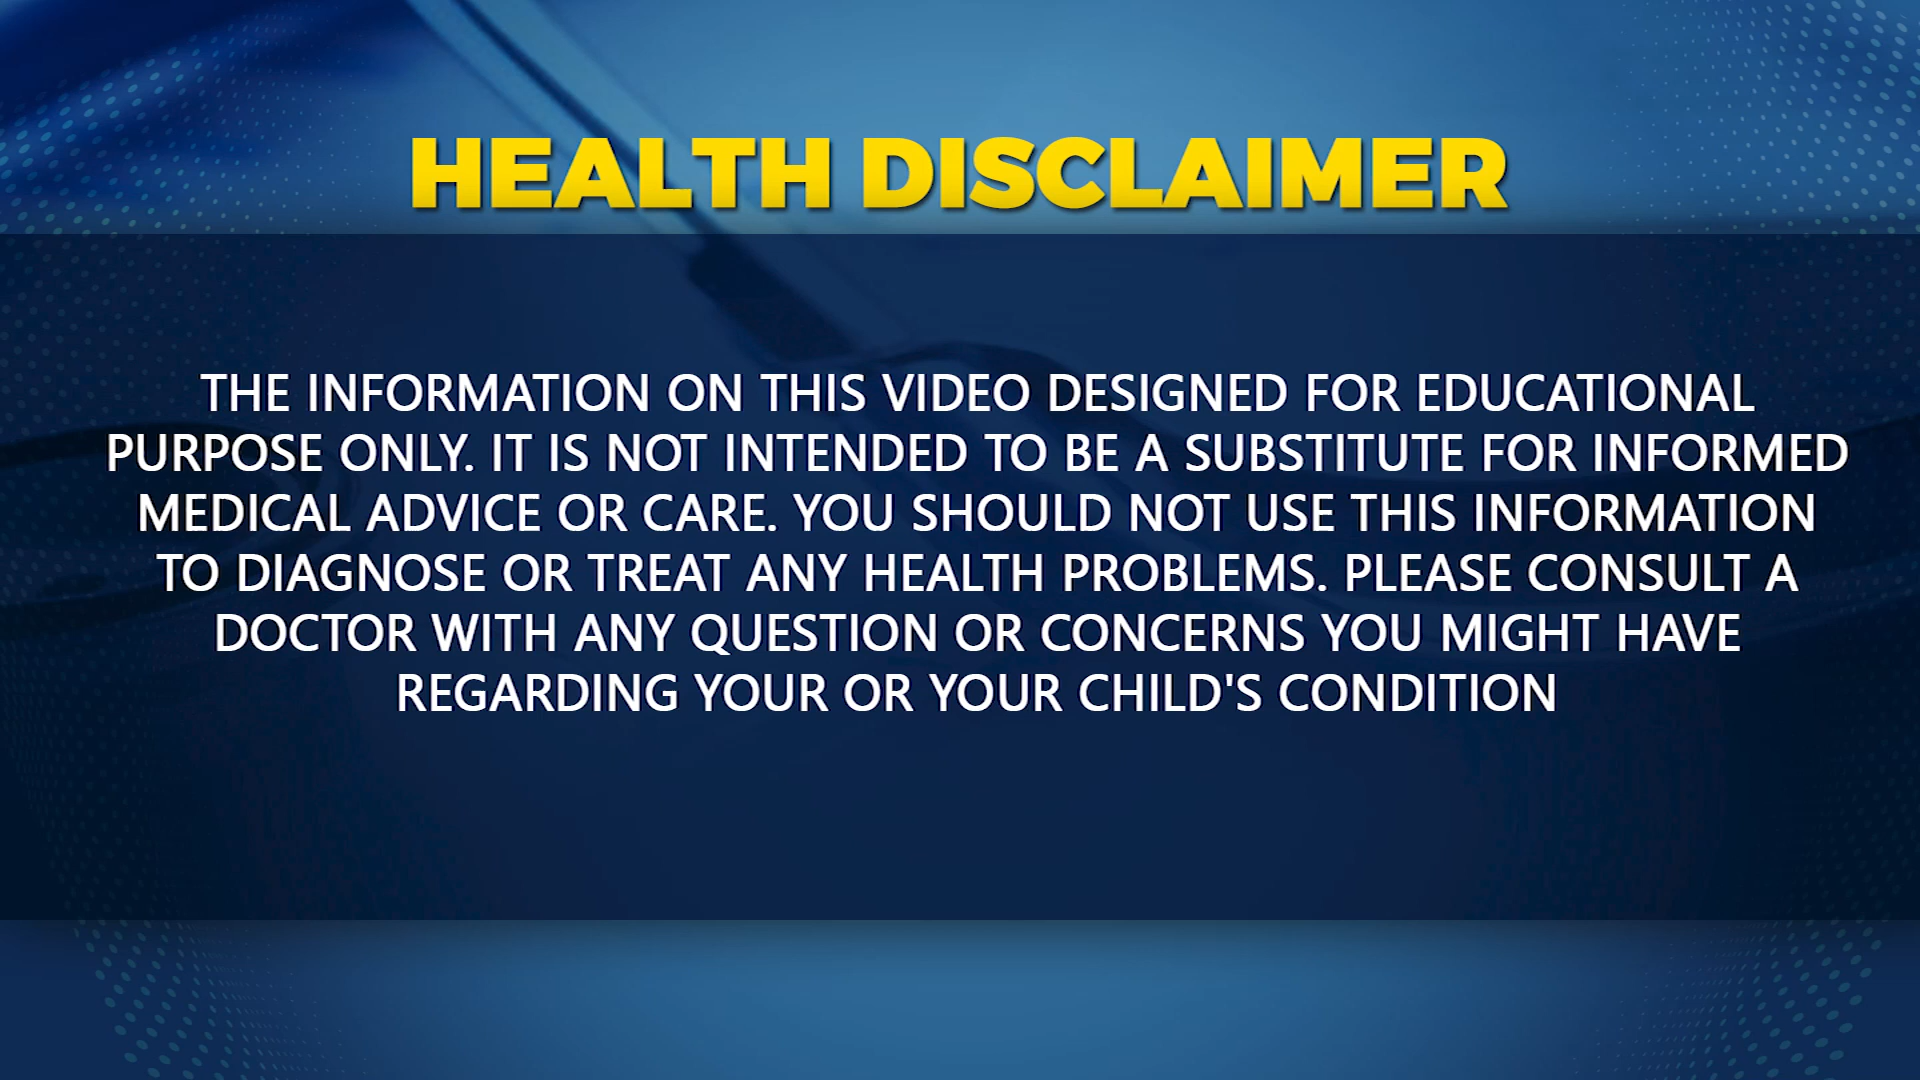 HEALTH DISCLAIMER
THE INFORMATION ON THIS VIDEO DESIGNED FOR EDUCATIONAL
PURPOSE ONLY. IT IS NOT INTENDED TO BE A SUBSTITUTE FOR INFORMED
MEDICAL ADVICE OR CARE. YOU SHOULD NOT USE THIS INFORMATION
TO DIAGNOSE OR TREAT ANY HEALTH PROBLEMS. PLEASE CONSULT A
DOCTOR WITH ANY QUESTION OR CONCERNS YOU MIGHT HAVE
REGARDING YOUR OR YOUR CHILD'S CONDITION